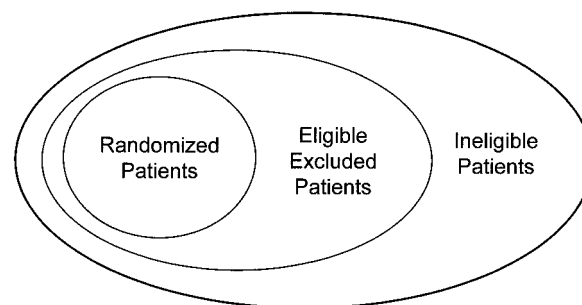 Randomized
Patients
Eligible
Excluded
Patients
Ineligible
Patients